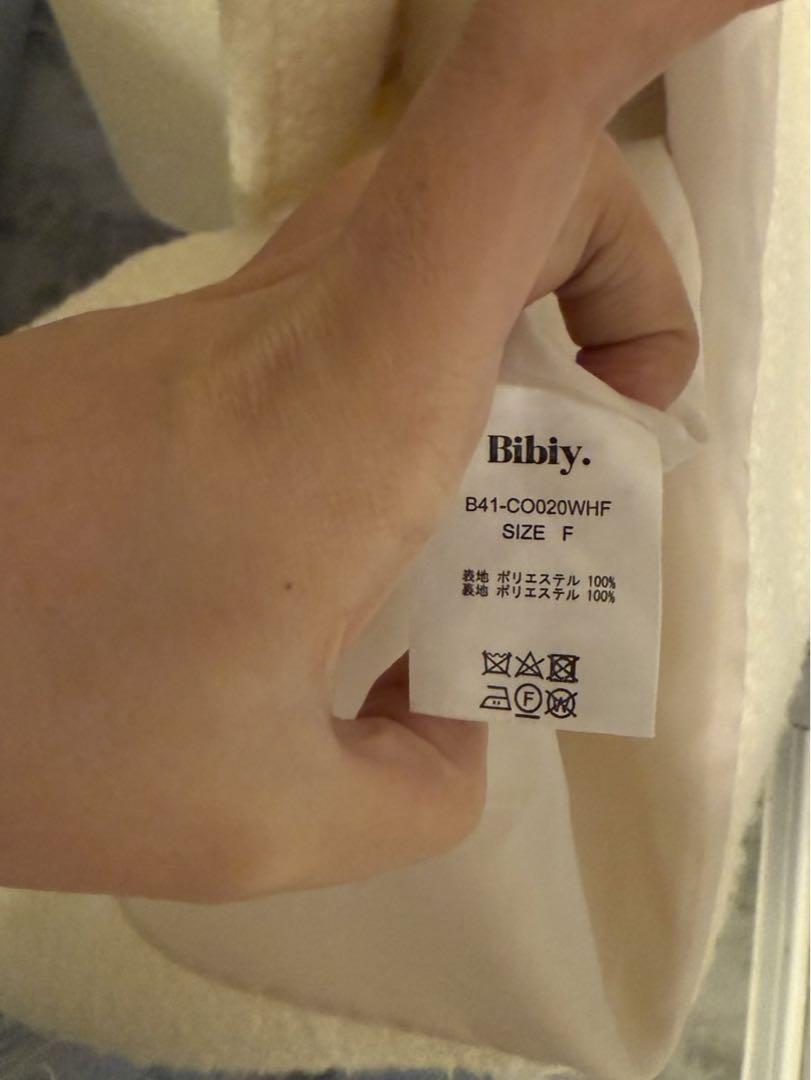 Bibiy.
B41-CO020WHF
SIZE F
表地 ポリエステル 100%
裏地 ポリエステル 100%
F
W